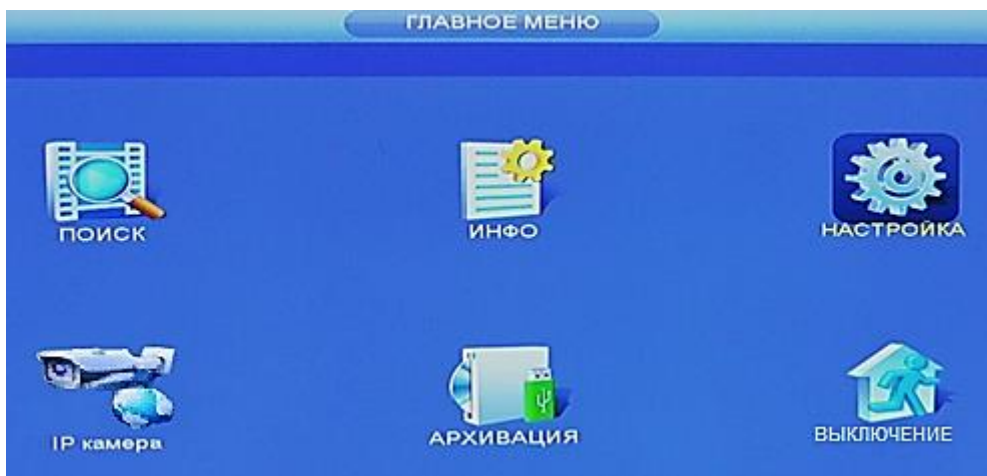 ГЛАВНОЕ МЕНЮ
ПОИСК
ИНФО
НАСТРОЙКА
IP камера
АРХИВАЦИЯ
ВЫКЛЮЧЕНИЕ